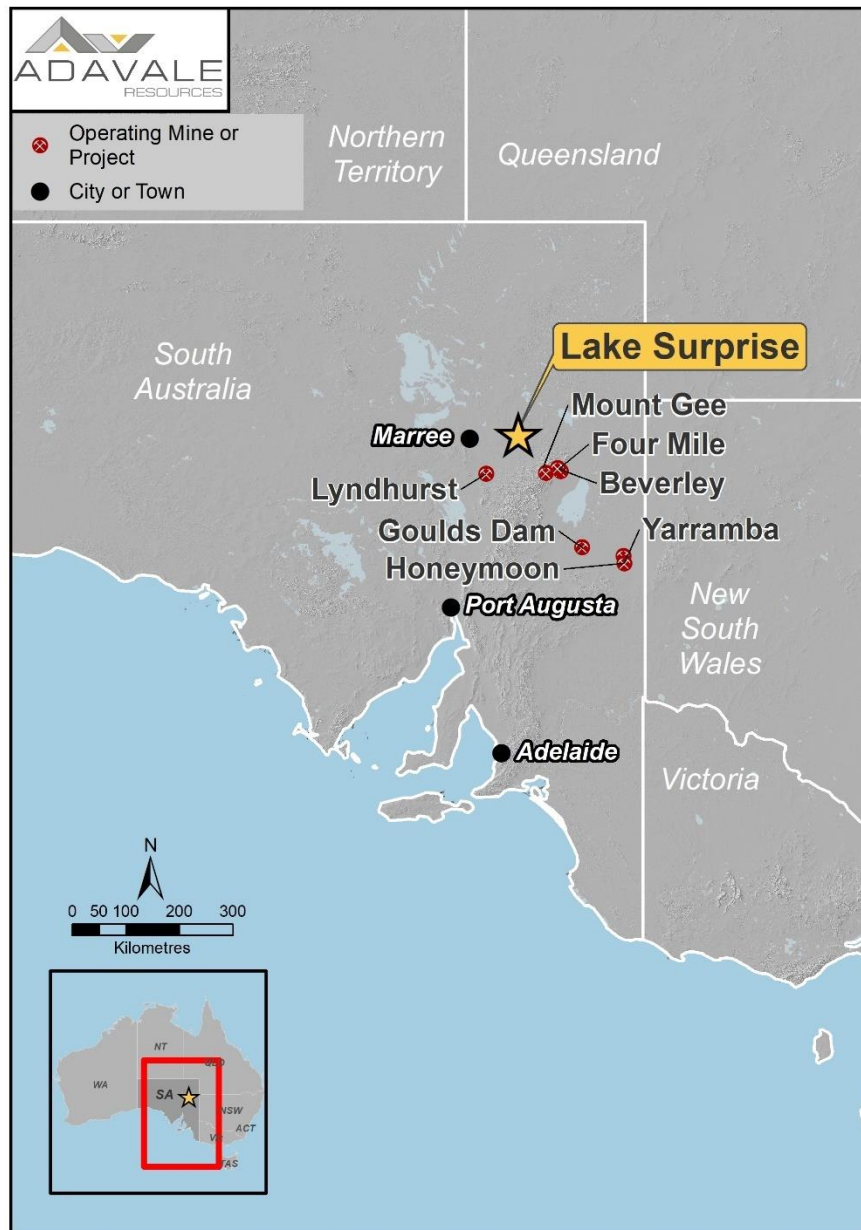 ADAVALE
RESOURCES
Operating Mine or
Project
City or Town
Northern
Territory
Queensland
South
Australia
Lake Surprise
Mount Gee
Marree
Four Mile
Lyndhurst
Beverley
Goulds Dam
Yarramba
Honeymoon
Port Augusta
New
South
Wales
Adelaide
Victoria
N
0 50 100 200 300
Kilometres
NT
QLD
WA
SA
NSW
ACT
VIC
TAS